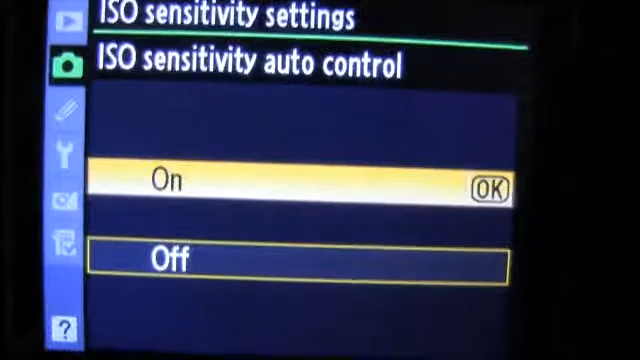 ISO sensitivity settings
ISO sensitivity auto control
On OK
Off
?